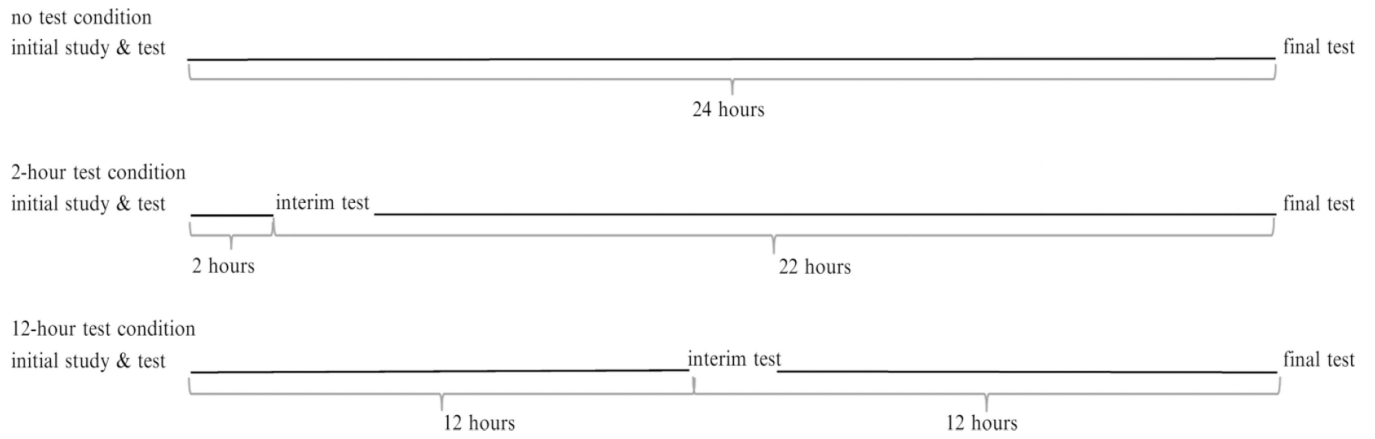 no test condition
initial study & test
final test
24 hours
2-hour test condition
initial study & test
interim test
final test
2 hours
22 hours
12-hour test condition
initial study & test
interim test
final test
12 hours
12 hours